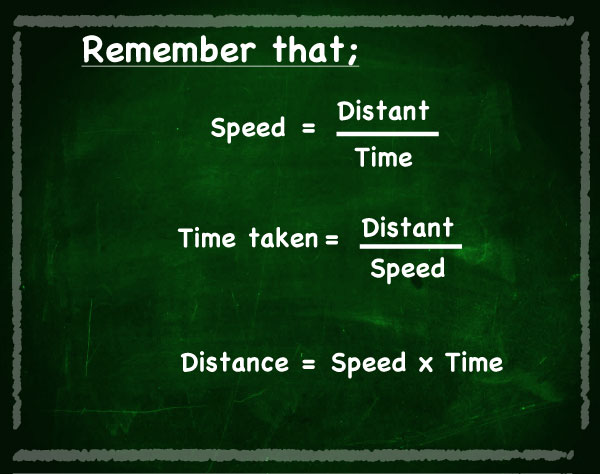 Remember that;
Speed = Distant
Time
Time taken = Distant
Speed
Distance = Speed x Time